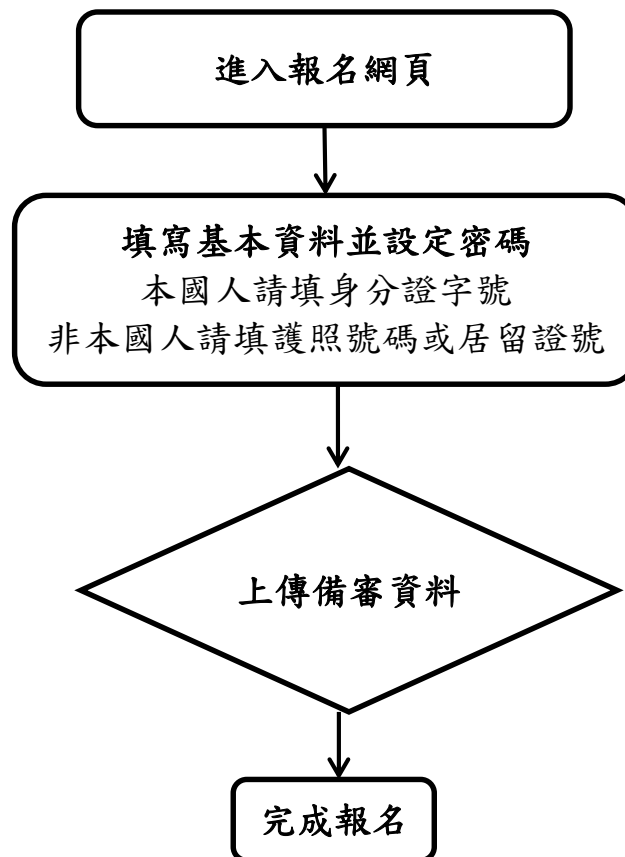 進入報名網頁
填寫基本資料並設定密碼
本國人請填身分證字號
非本國人請填護照號碼或居留證號
上傳備審資料
完成報名